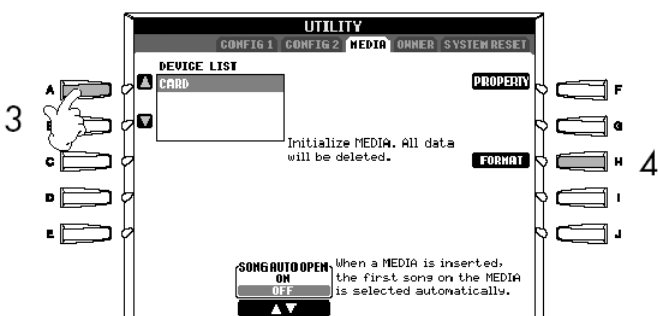 UTILITY
CONFIG 1 CONFIG 2 MEDIA OWNER SYSTEM RESET
DEVICE LIST
CARD
PROPERTY
A
F
3
G
Initialize MEDIA. All data
will be deleted.
FORMAT
C
H
4
D
I
E
J
SONG AUTO OPEN
ON
OFF
When a MEDIA is inserted,
the first song on the MEDIA
is selected automatically.